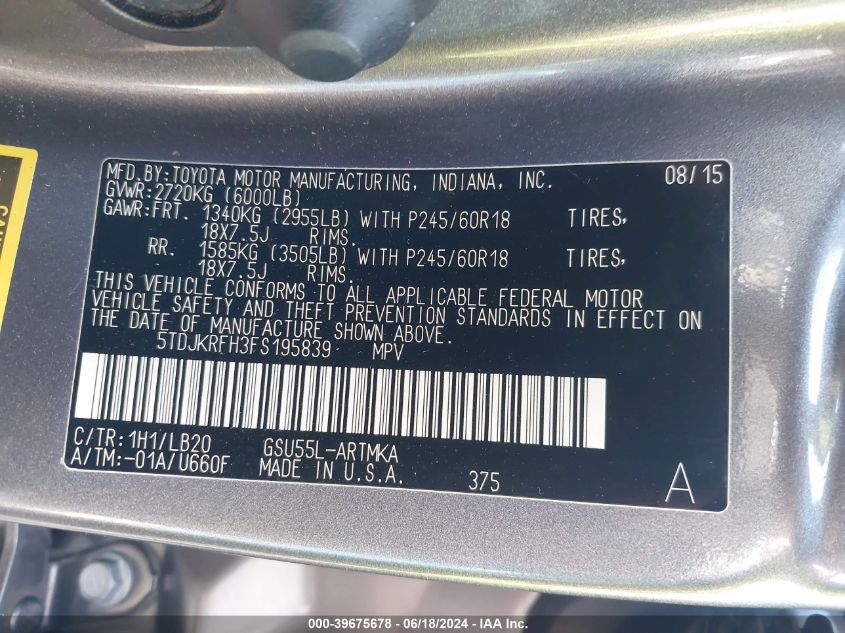 MFD.BY:TOYOTA MOTOR MANUFACTURING, INDIANA, INC. 08/15
GVWR:2720KG (6000LB)
GAWR:FRT. 1340KG (2955LB) WITH P245/60R18 TIRES,
18X7.5J RIMS.
RR. 1585KG (3505LB) WITH P245/60R18 TIRES,
18X7.5J RIMS.
THIS VEHICLE CONFORMS TO ALL APPLICABLE FEDERAL MOTOR
VEHICLE SAFETY AND THEFT PREVENTION STANDARDS IN EFFECT ON
THE DATE OF MANUFACTURE SHOWN ABOVE.
5TDJKRFH3FS195839 MPV
C/TR:1H1/LB20 GSU55L-ARTMKA
A/TM:-01A/U660F MADE IN U.S.A. 375 A
000-39675678 - 06/18/2024 - IAA Inc.